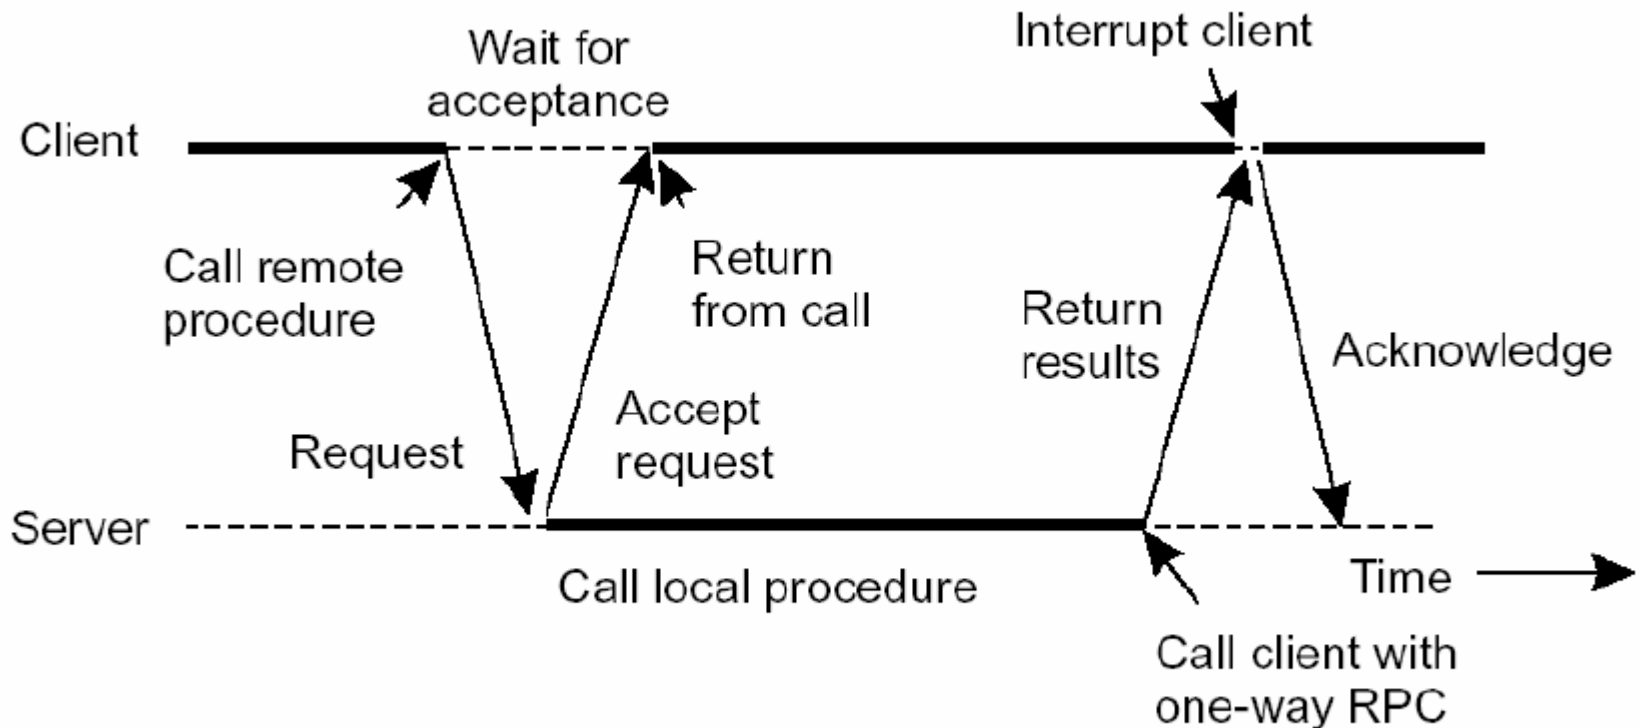 Wait for
acceptance
Interrupt client
Client
Call remote
procedure
Return
from call
Return
results
Acknowledge
Request
Accept
request
Server
Call local procedure
Time
Call client with
one-way RPC